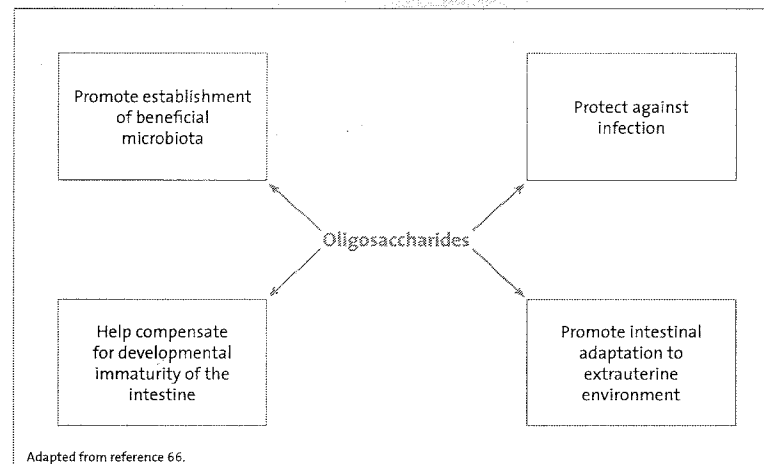 Promote establishment
of beneficial
microbiota
Protect against
infection
Oligosaccharides
Help compensate
for developmental
immaturity of the
intestine
Promote intestinal
adaptation to
extrauterine
environment
Adapted from reference 66.